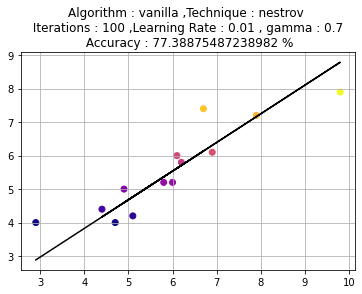 Algorithm : vanilla ,Technique : nestrov
Iterations : 100 ,Learning Rate : 0.01 , gamma : 0.7
Accuracy : 77.38875487238982 %
9
8
7
6
5
4
3
3 4 5 6 7 8 9 10